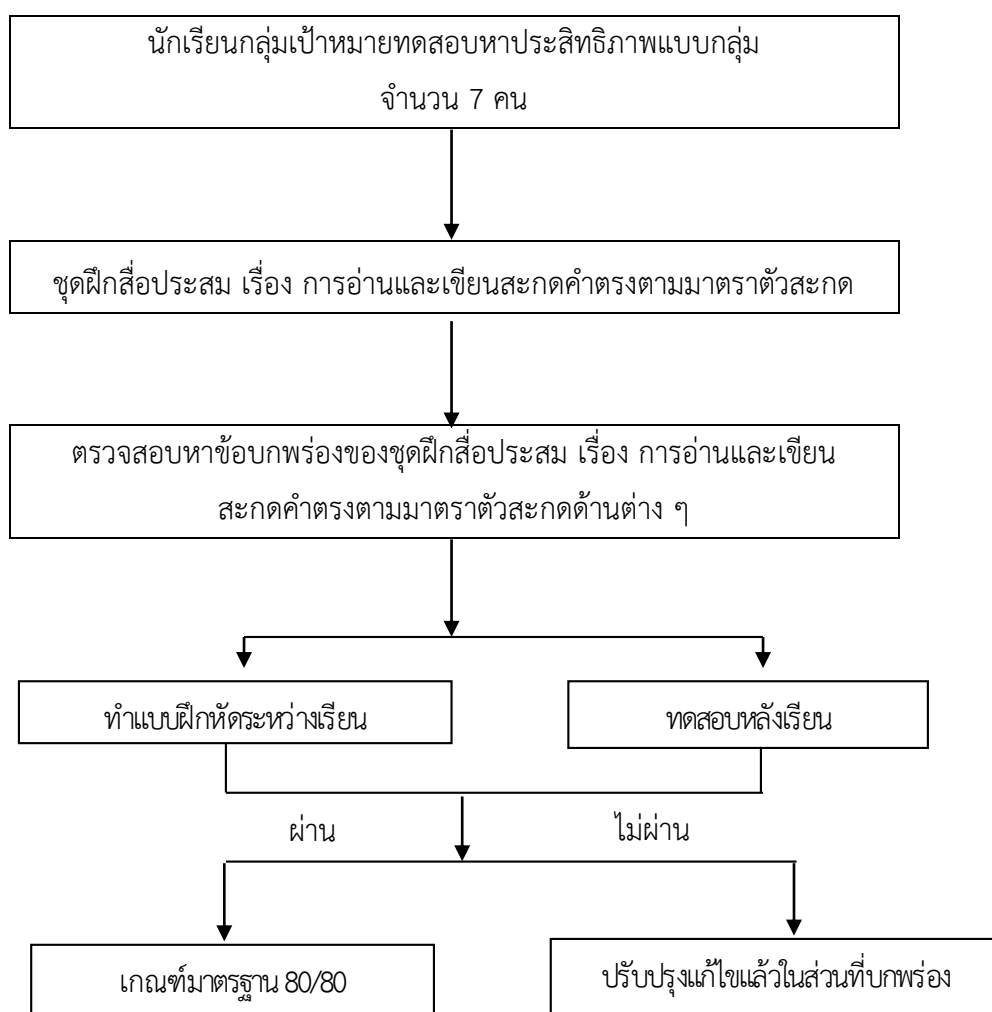 นักเรียนกลุ่มเป้าหมายทดสอบหาประสิทธิภาพแบบกลุ่ม
จำนวน 7 คน
ชุดฝึกสื่อประสม เรื่อง การอ่านและเขียนสะกดคำตรงตามมาตราตัวสะกด
ตรวจสอบหาข้อบกพร่องของชุดฝึกสื่อประสม เรื่อง การอ่านและเขียน
สะกดคำตรงตามมาตราตัวสะกดด้านต่าง ๆ
ทำแบบฝึกหัดระหว่างเรียน
ทดสอบหลังเรียน
ผ่าน
ไม่ผ่าน
เกณฑ์มาตรฐาน 80/80
ปรับปรุงแก้ไขแล้วในส่วนที่บกพร่อง